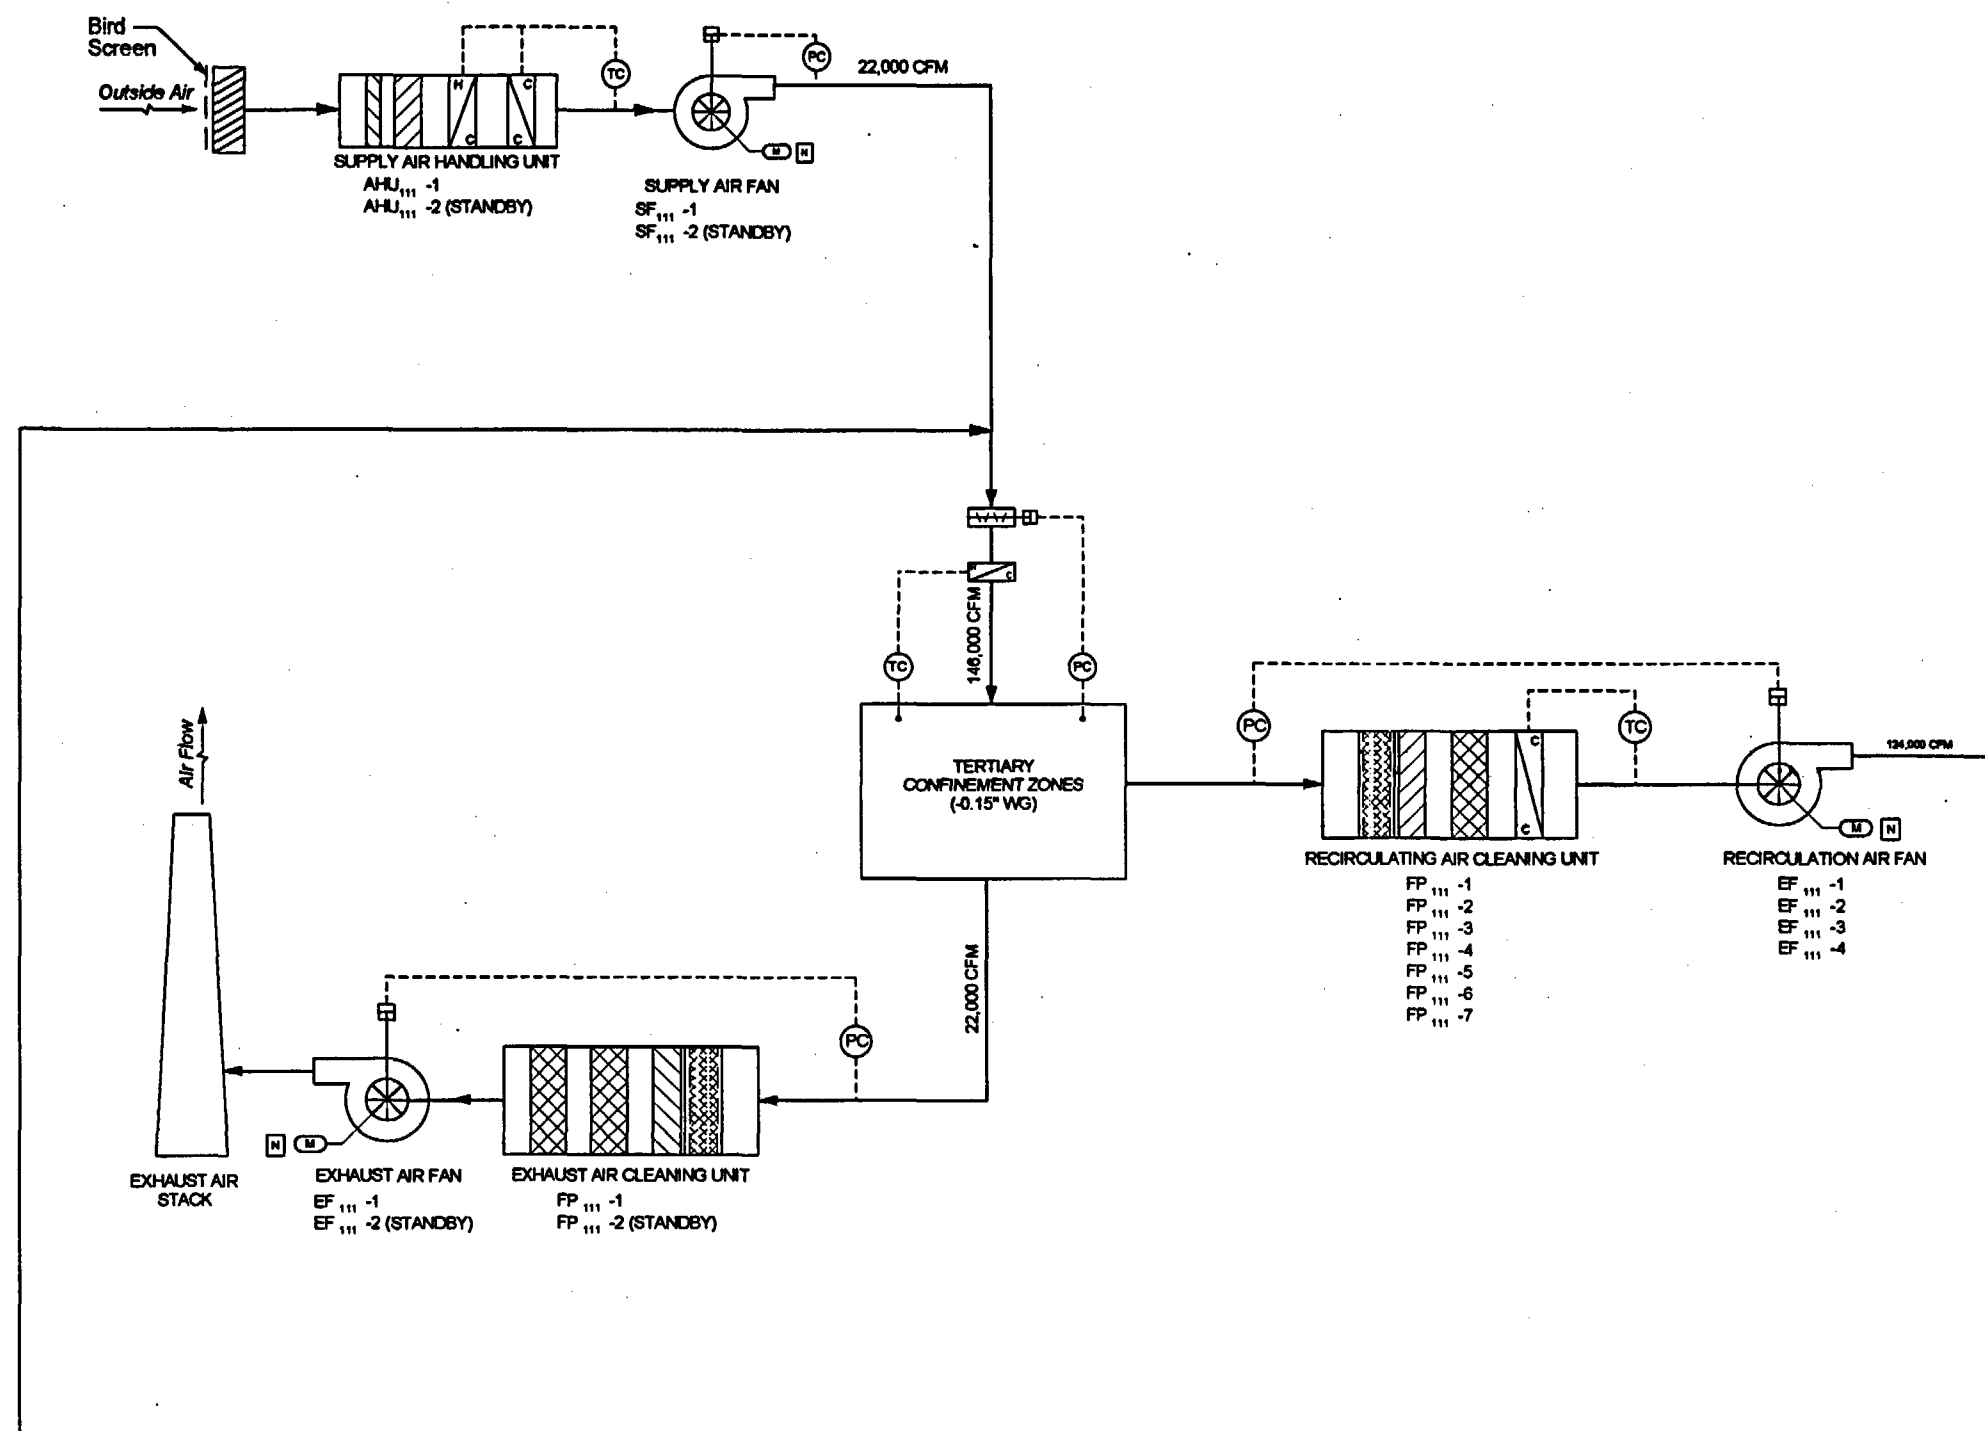 Bird
Screen
Outside Air
H
C
C
C
TC
PC
22,000 CFM
M
N
SUPPLY AIR HANDLING UNIT
AHU111 -1
AHU111 -2 (STANDBY)
SUPPLY AIR FAN
SF111 -1
SF111 -2 (STANDBY)
H
C
146,000 CFM
TC
PC
TERTIARY
CONFINEMENT ZONES
(-0.15" WG)
PC
C
C
TC
124,000 CFM
M
N
RECIRCULATING AIR CLEANING UNIT
FP 111 -1
FP 111 -2
FP 111 -3
FP 111 -4
FP 111 -5
FP 111 -6
FP 111 -7
RECIRCULATION AIR FAN
EF 111 -1
EF 111 -2
EF 111 -3
EF 111 -4
Air Flow
22,000 CFM
PC
N
M
EXHAUST AIR
STACK
EXHAUST AIR FAN
EF 111 -1
EF 111 -2 (STANDBY)
EXHAUST AIR CLEANING UNIT
FP 111 -1
FP 111 -2 (STANDBY)